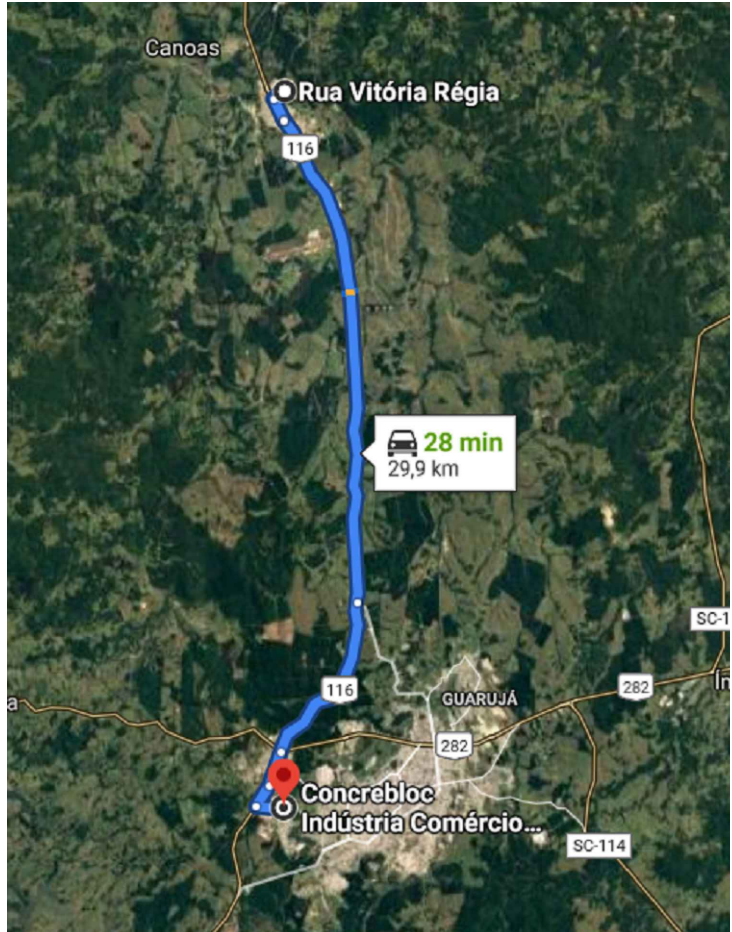 Canoas
Rua Vitória Régia
116
28 min
29,9 km
SC-1
116
GUARUJÁ
282
Ín
a
282
Concrebloc
Indústria Comércio...
SC-114